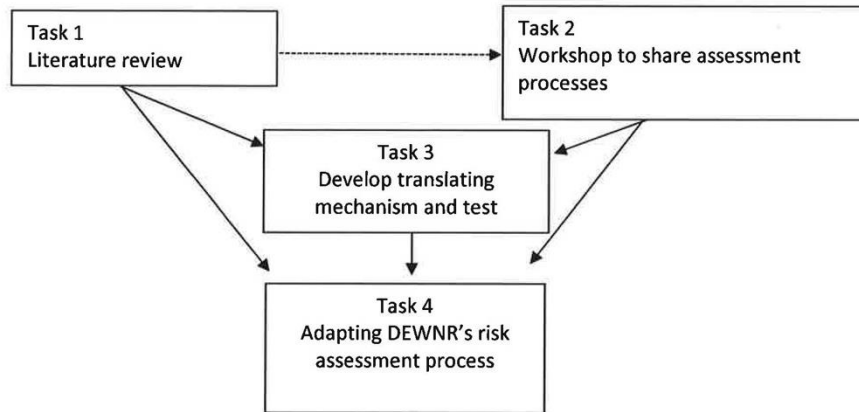 Task 1
Literature review
Task 2
Workshop to share assessment
processes
Task 3
Develop translating
mechanism and test
Task 4
Adapting DEWNR's risk
assessment process